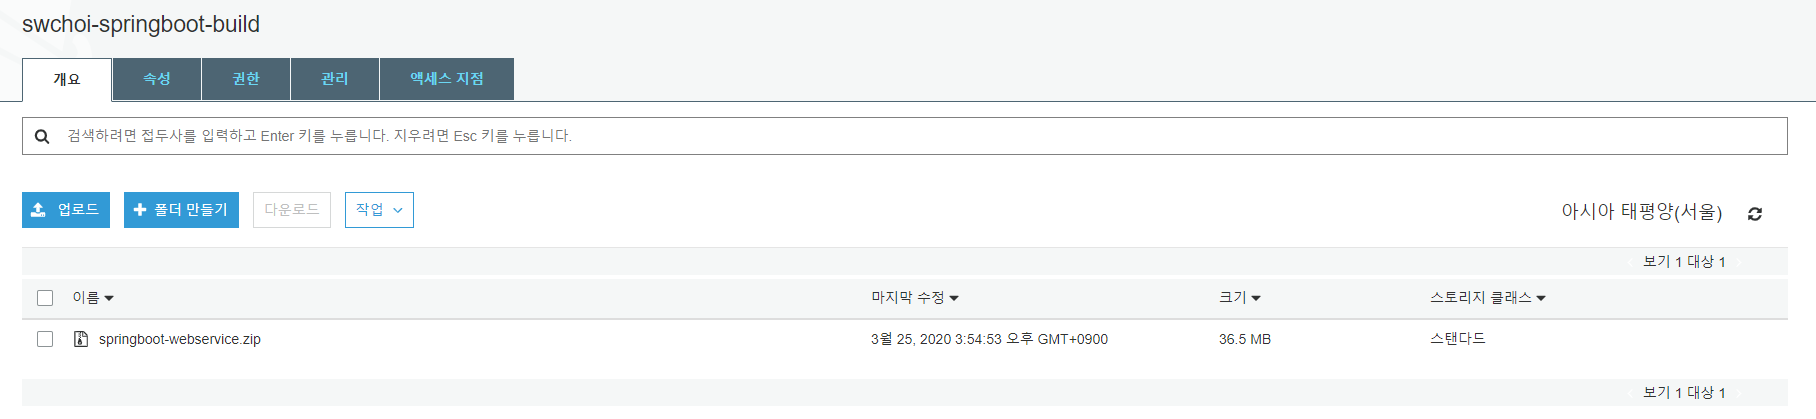 swchoi-springboot-build
개요 속성 권한 관리 액세스 지점
검색하려면 접두사를 입력하고 Enter 키를 누릅니다. 지우려면 Esc 키를 누릅니다.
업로드 폴더 만들기 다운로드 작업 아시아 태평양(서울)
보기 1 대상 1
이름 마지막 수정 크기 스토리지 클래스
springboot-webservice.zip 3월 25, 2020 3:54:53 오후 GMT+0900 36.5 MB 스탠다드
보기 1 대상 1